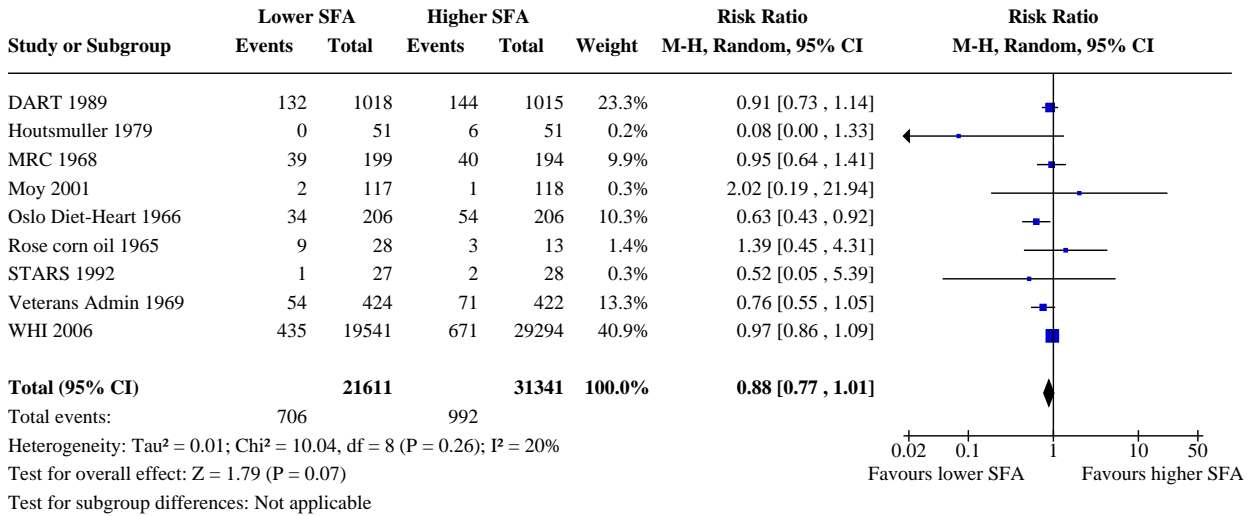 Lower SFA Higher SFA Risk Ratio Risk Ratio
Study or Subgroup Events Total Events Total Weight M-H, Random, 95% CI M-H, Random, 95% CI
DART 1989 132 1018 144 1015 23.3% 0.91 [0.73 , 1.14]
Houtsmuller 1979 0 51 6 51 0.2% 0.08 [0.00 , 1.33]
MRC 1968 39 199 40 194 9.9% 0.95 [0.64 , 1.41]
Moy 2001 2 117 1 118 0.3% 2.02 [0.19 , 21.94]
Oslo Diet-Heart 1966 34 206 54 206 10.3% 0.63 [0.43 , 0.92]
Rose corn oil 1965 9 28 3 13 1.4% 1.39 [0.45 , 4.31]
STARS 1992 1 27 2 28 0.3% 0.52 [0.05 , 5.39]
Veterans Admin 1969 54 424 71 422 13.3% 0.76 [0.55 , 1.05]
WHI 2006 435 19541 671 29294 40.9% 0.97 [0.86 , 1.09]
Total (95% CI) 21611 31341 100.0% 0.88 [0.77 , 1.01]
Total events: 706 992
Heterogeneity: Tau² = 0.01; Chi² = 10.04, df = 8 (P = 0.26); I² = 20%
0.02 0.1 1 10 50
Test for overall effect: Z = 1.79 (P = 0.07) Favours lower SFA Favours higher SFA
Test for subgroup differences: Not applicable